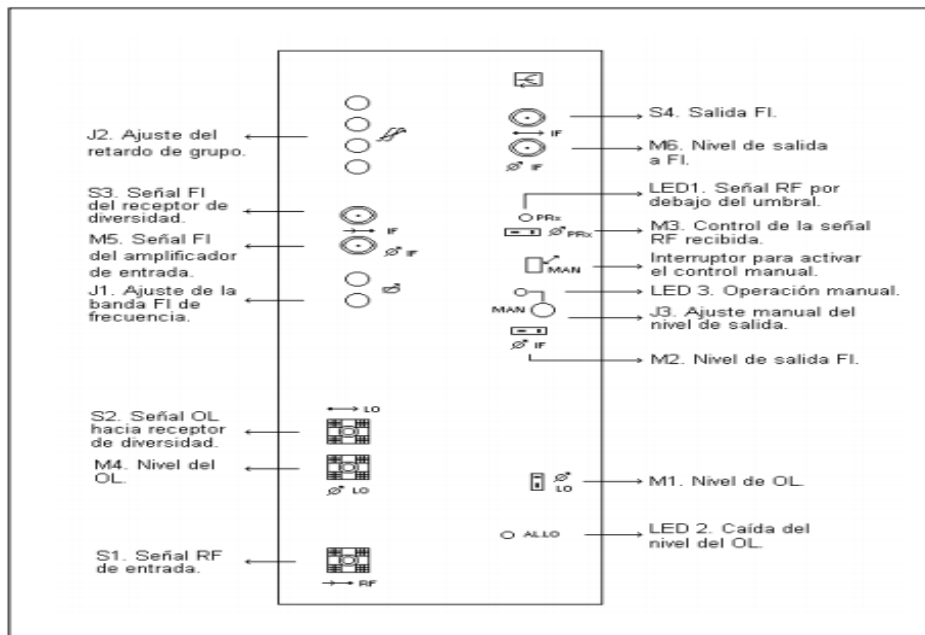 J2. Ajuste del
retardo de grupo.
S3. Señal FI
del receptor de
diversidad.
M5. Señal FI
del amplificador
de entrada.
J1. Ajuste de la
banda FI de
frecuencia.
S2. Señal OL
hacia receptor
de diversidad.
M4. Nivel del
OL.
S1. Señal RF
de entrada.
IF
IF
LO
LO
RF
IF
IF
PRx
PRx
MAN
MAN
IF
LO
ALLO
S4. Salida FI.
M6. Nivel de salida
a FI.
LED1. Señal RF por
debajo del umbral.
M3. Control de la señal
RF recibida.
Interruptor para activar
el control manual.
LED 3. Operación manual.
J3. Ajuste manual del
nivel de salida.
M2. Nivel de salida FI.
M1. Nivel de OL.
LED 2. Caída del
nivel del OL.